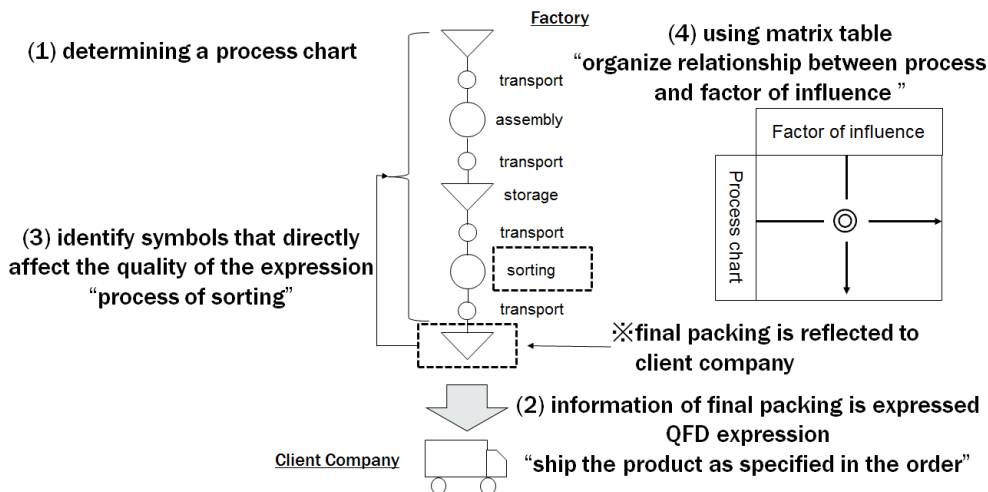 Factory
(1) determining a process chart
(4) using matrix table
“organize relationship between process
and factor of influence ”
transport
assembly
transport
storage
transport
sorting
transport
Factor of influence
Process chart
(3) identify symbols that directly
affect the quality of the expression
“process of sorting”
※final packing is reflected to
client company
(2) information of final packing is expressed
QFD expression
“ship the product as specified in the order”
Client Company